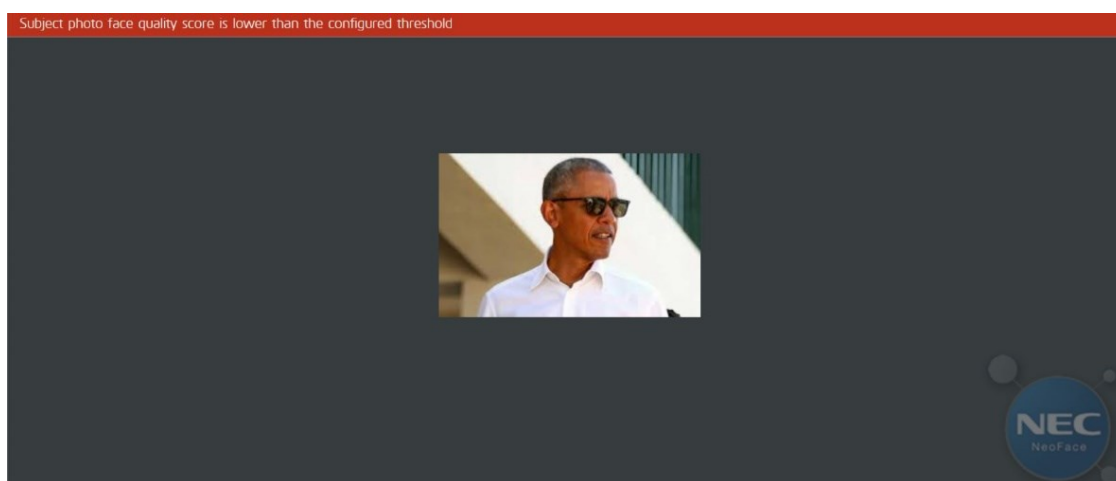 Subject photo face quality score is lower than the configured threshold
NEC
NeoFace